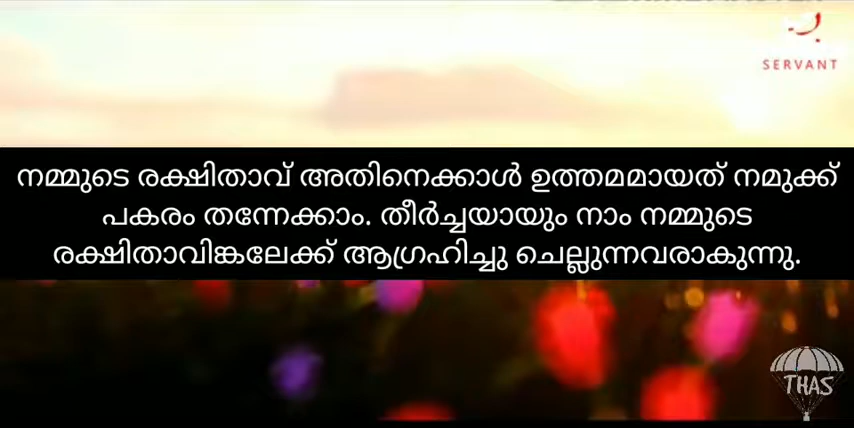 SERVANT
നമ്മുടെ രക്ഷിതാവ് അതിനെക്കാൾ ഉത്തമമായത് നമുക്ക്
പകരം തന്നേക്കാം. തീർച്ചയായും നാം നമ്മുടെ
രക്ഷിതാവിങ്കലേക്ക് ആഗ്രഹിച്ചു ചെല്ലുന്നവരാകുന്നു.
THAS